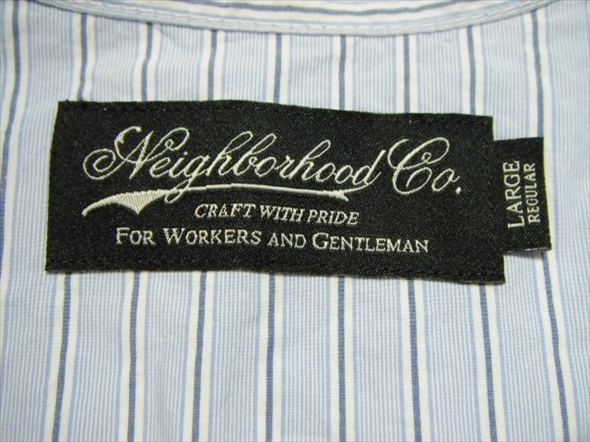 Neighborhood Co.
CRAFT WITH PRIDE
FOR WORKERS AND GENTLEMAN
LARGE
REGULAR